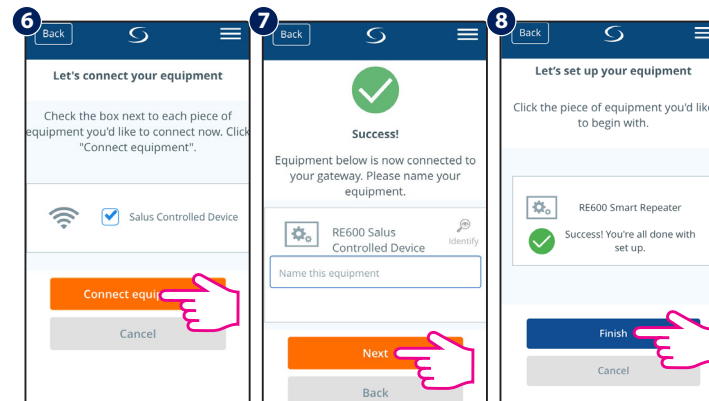 6
Back
Let's connect your equipment
Check the box next to each piece of
equipment you'd like to connect now. Click
"Connect equipment".
Salus Controlled Device
Connect
Cancel
7
Back
Success!
Equipment below is now connected to
your gateway. Please name your
equipment.
RE600 Salus
Controlled Device
Identify
Name this equipment
Next
Back
8
Back
Let's set up your equipment
Click the piece of equipment you'd like
to begin with.
RE600 Smart Repeater
Success! You're all done with
set up.
Finish
Cancel